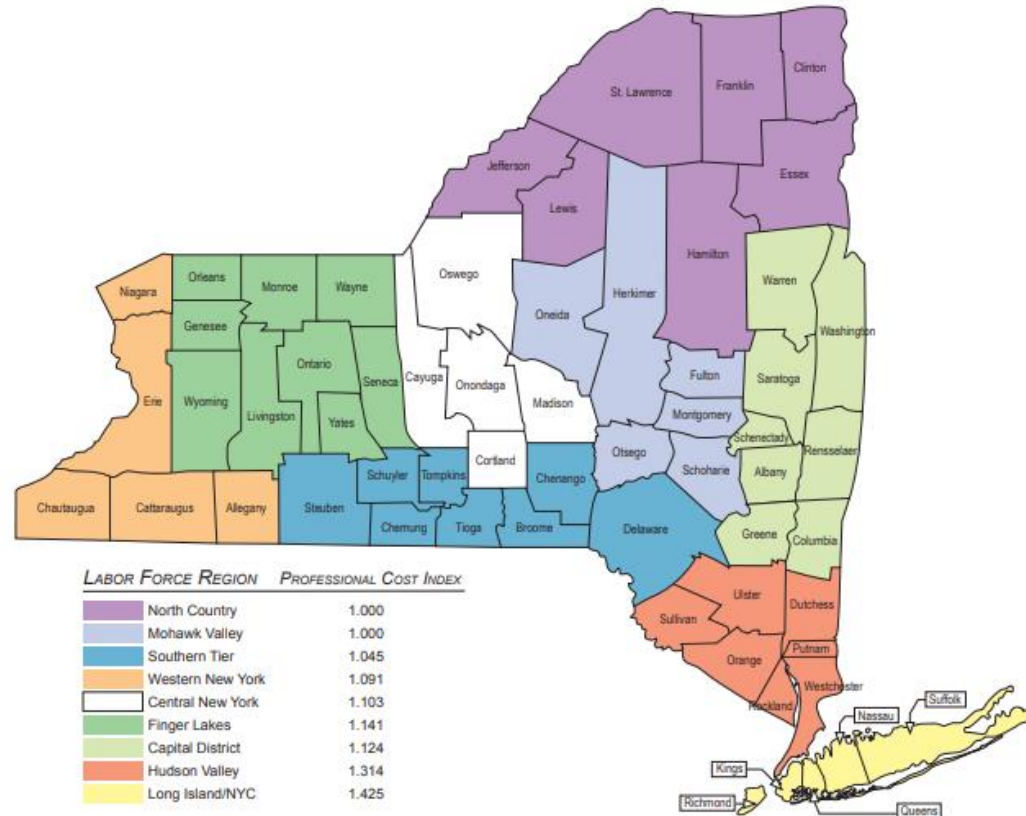 Clinton
Franklin
St. Lawrence
Jefferson
Essex
Lewis
Hamilton
Oswego
Warren
Orleans
Niagara
Monroe
Wayne
Herkimer
Oneida
Washington
Genesee
Ontario
Saratoga
Cayuga
Fulton
Seneca
Onondaga
Erie
Wyoming
Madison
Montgomery
Livingston
Yates
Schenectady
Rensselaer
Otsego
Cortland
Schoharie
Albany
Schuyler
Tompkins
Chenango
Chautaugua
Cattaraugus
Allegany
Steuben
Chemung
Tioga
Broome
Delaware
Greene
Columbia
LABOR FORCE REGION PROFESSIONAL COST INDEX
North Country 1.000
Mohawk Valley 1.000
Southern Tier 1.045
Western New York 1.091
Central New York 1.103
Finger Lakes 1.141
Capital District 1.124
Hudson Valley 1.314
Long Island/NYC 1.425
Ulster
Dutchess
Sullivan
Putnam
Orange
Westchester
Rockland
Suffolk
Nassau
Kings
Richmond
Queens